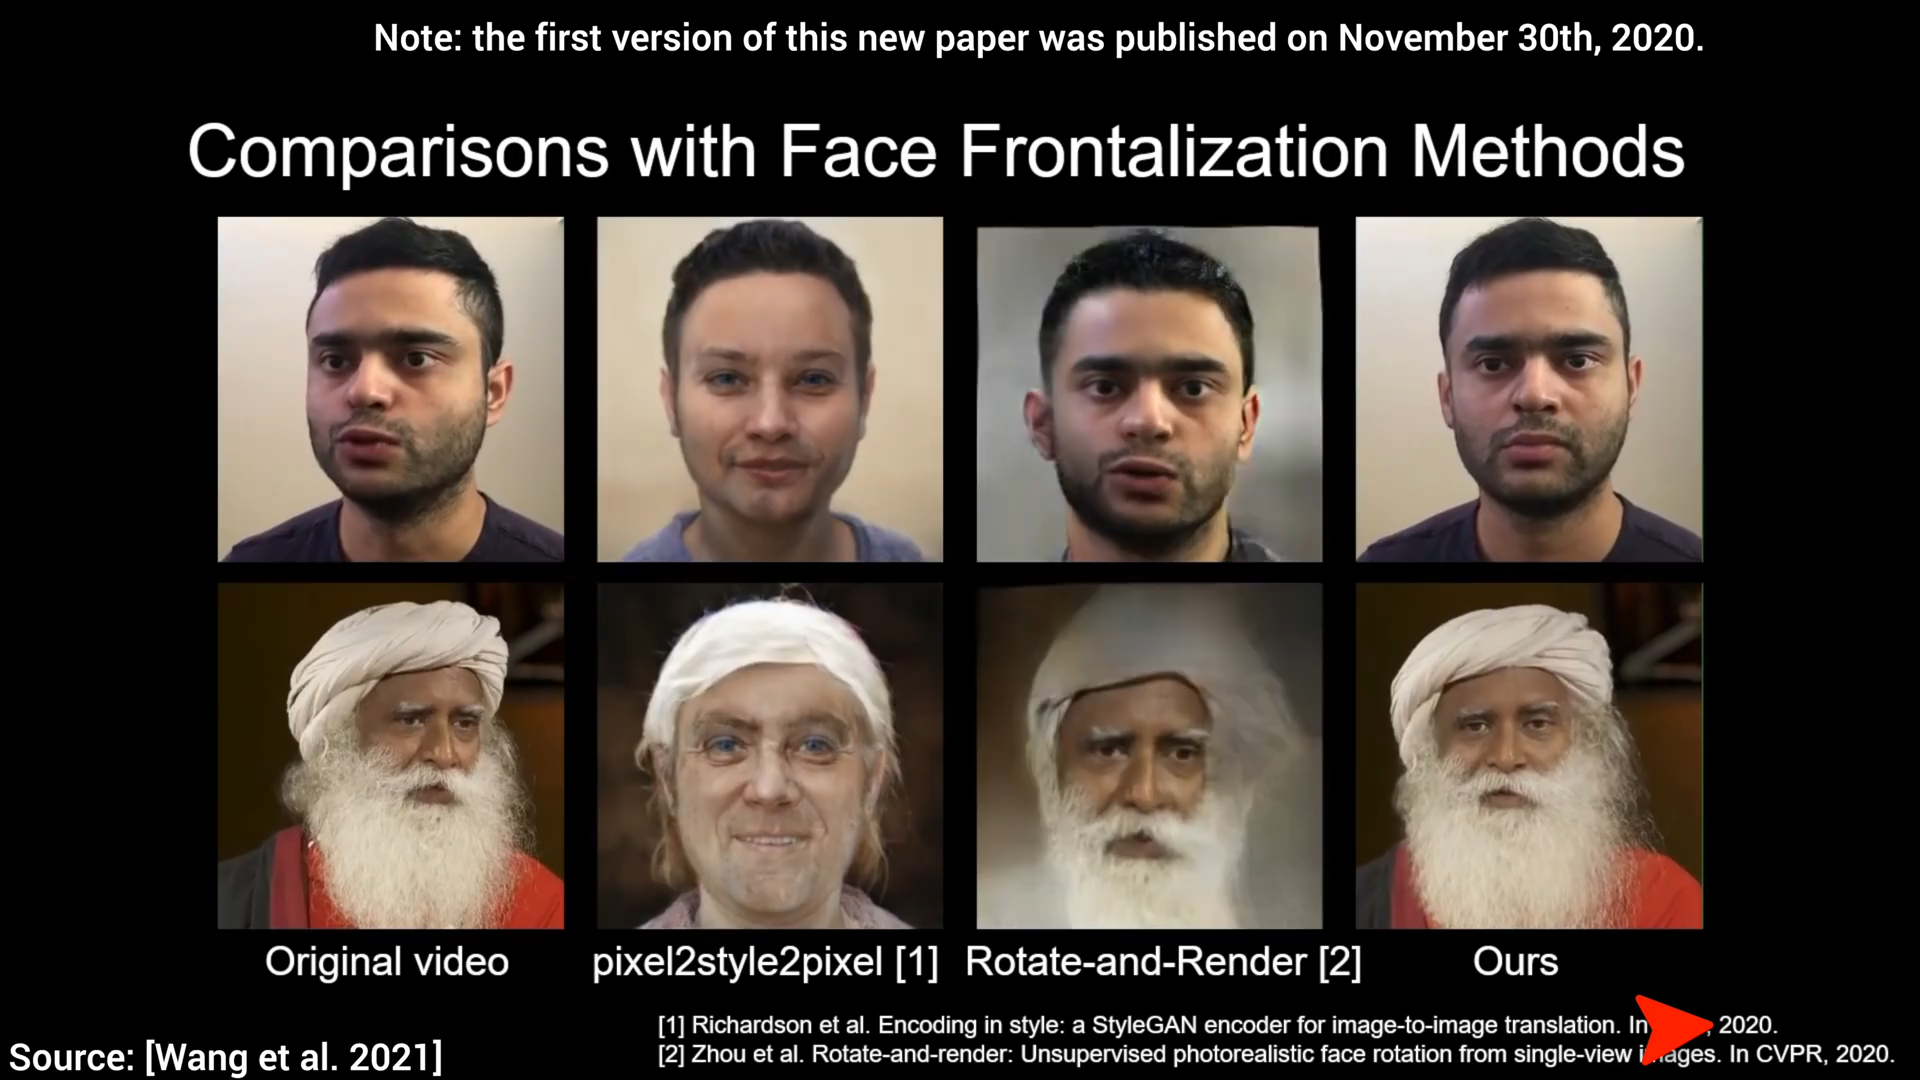 Note: the first version of this new paper was published on November 30th, 2020.
Comparisons with Face Frontalization Methods
Original video
pixel2style2pixel [1]
Rotate-and-Render [2]
Ours
[1] Richardson et al. Encoding in style: a StyleGAN encoder for image-to-image translation. In , 2020.
[2] Zhou et al. Rotate-and-render: Unsupervised photorealistic face rotation from single-view images. In CVPR, 2020.
Source: [Wang et al. 2021]